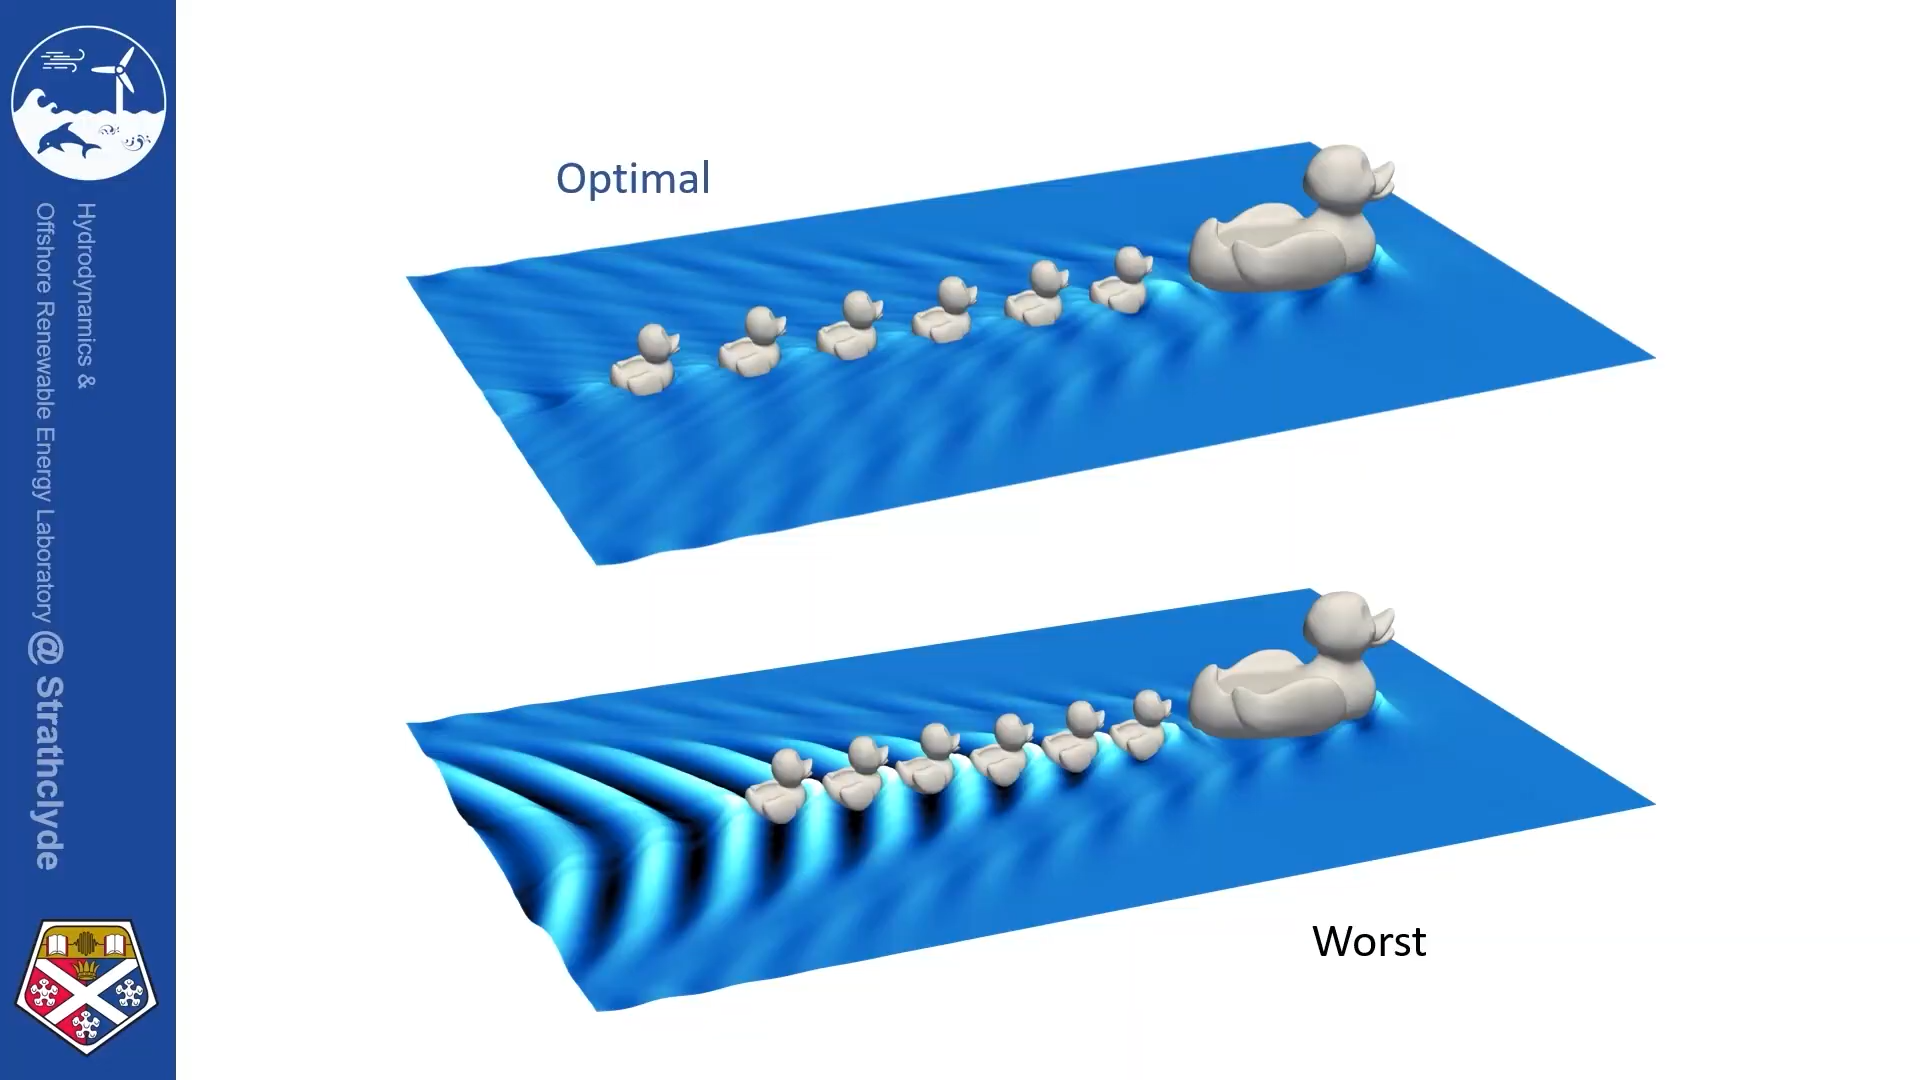 Hydrodynamics &
Offshore Renewable Energy Laboratory @ Strathclyde
Optimal
Worst